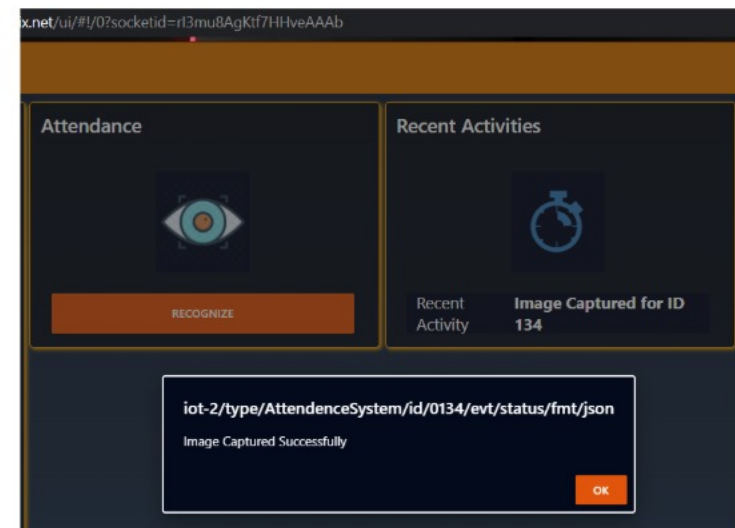 x.net/ui/#!/0?socketid=rl3mu8AgKtf7HHveAAAb
Attendance
RECOGNIZE
Recent Activities
Recent Activity
Image Captured for ID 134
iot-2/type/AttendenceSystem/id/0134/evt/status/fmt/json
Image Captured Successfully
OK